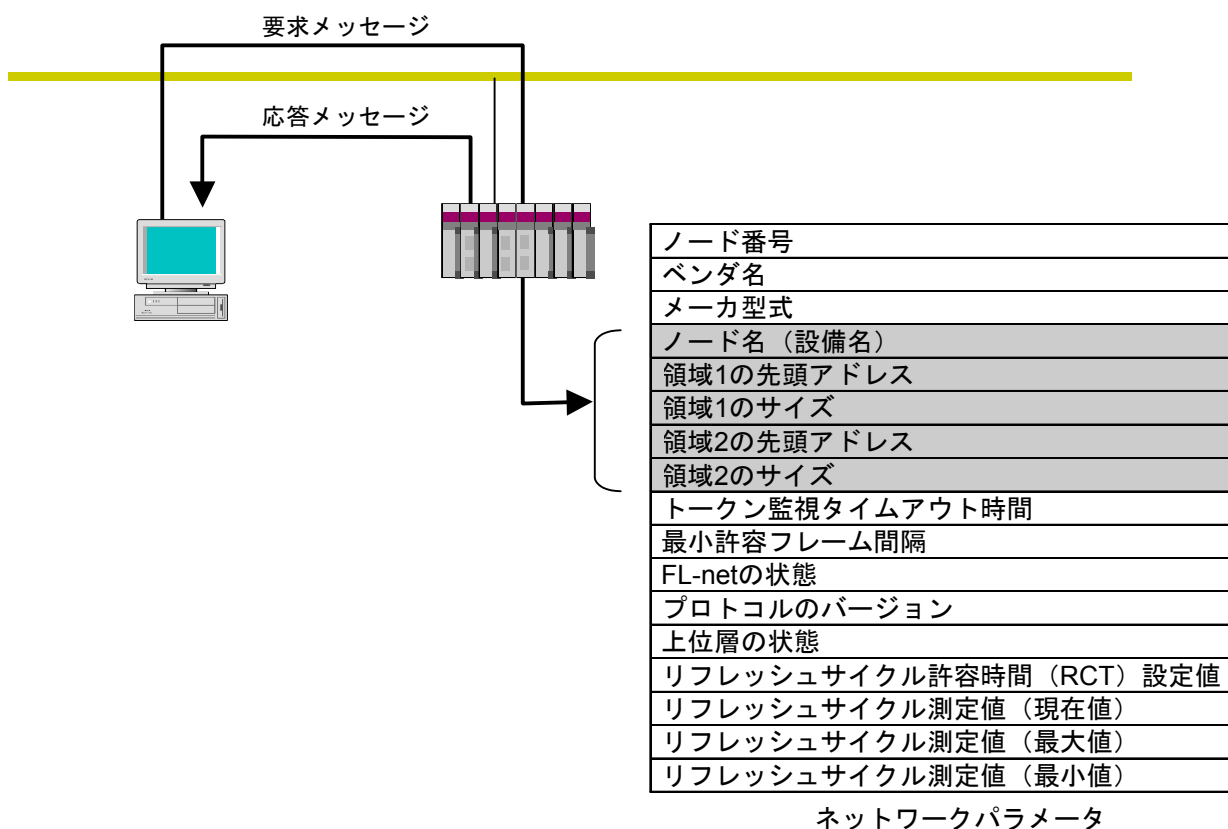 要求メッセージ
応答メッセージ
ノード番号
ベンダ名
メーカ型式
ノード名（設備名）
領域1の先頭アドレス
領域1のサイズ
領域2の先頭アドレス
領域2のサイズ
トークン監視タイムアウト時間
最小許容フレーム間隔
FL-netの状態
プロトコルのバージョン
上位層の状態
リフレッシュサイクル許容時間（RCT）設定値
リフレッシュサイクル測定値（現在値）
リフレッシュサイクル測定値（最大値）
リフレッシュサイクル測定値（最小値）
ネットワークパラメータ